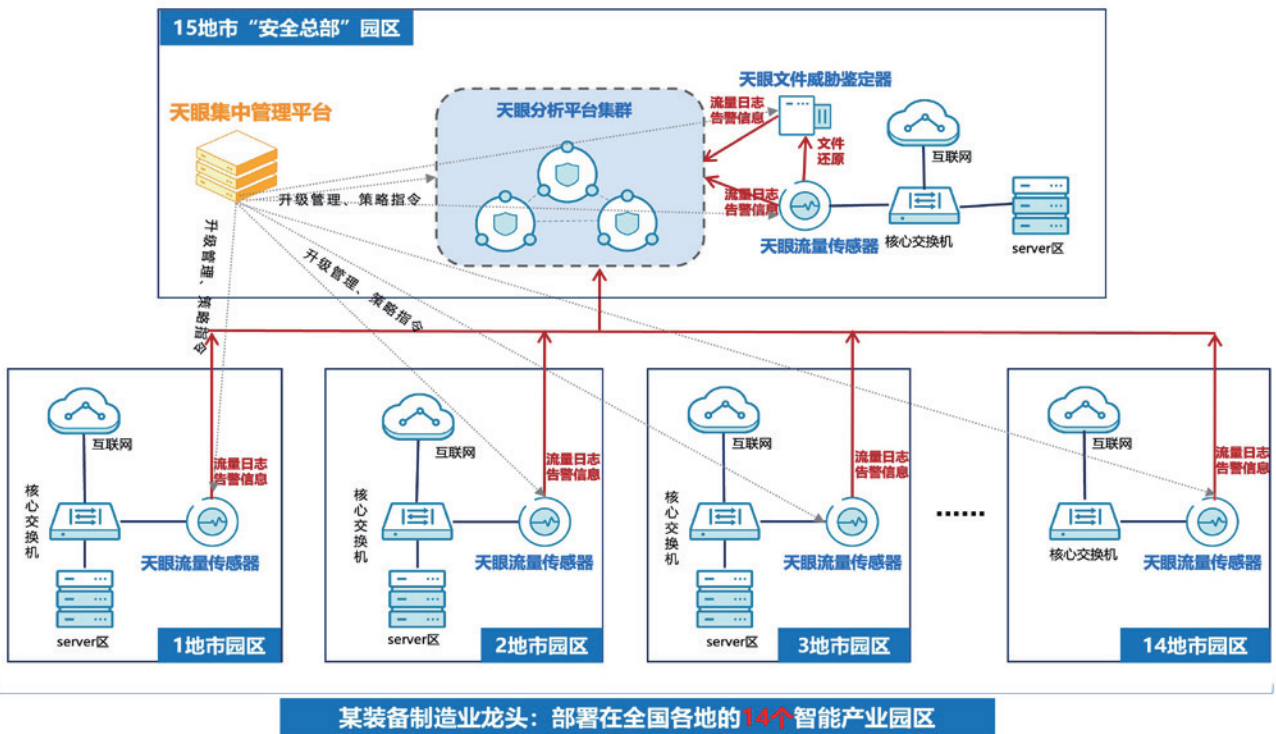 15地市“安全总部”园区
天眼集中管理平台
天眼分析平台集群
天眼文件威胁鉴定器
流量日志
告警信息
文件
还原
互联网
升级管理、策略指令
流量日志
告警信息
天眼流量传感器
核心交换机
server区
升级管理、策略指令
升级管理、策略指令
互联网
核心交换机
流量日志
告警信息
天眼流量传感器
server区
1地市园区
互联网
核心交换机
流量日志
告警信息
天眼流量传感器
server区
2地市园区
互联网
核心交换机
流量日志
告警信息
天眼流量传感器
server区
3地市园区
······
互联网
流量日志
告警信息
核心交换机
天眼流量传感器
14地市园区
某装备制造业龙头：部署在全国各地的14个智能产业园区